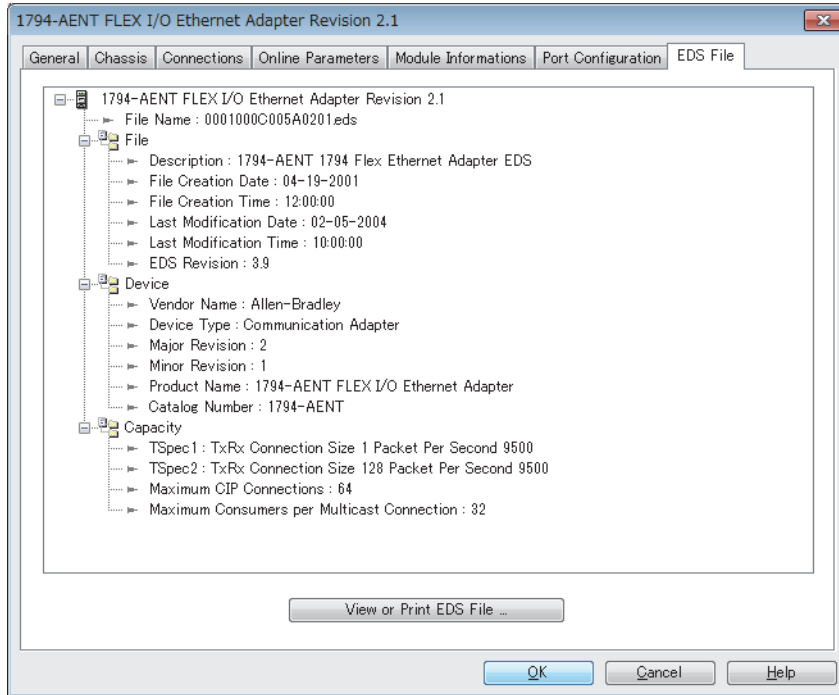 1794-AENT FLEX I/O Ethernet Adapter Revision 2.1
General Chassis Connections Online Parameters Module Informations Port Configuration EDS File
1794-AENT FLEX I/O Ethernet Adapter Revision 2.1
File Name : 0001000C005A0201.eds
File
Description : 1794-AENT 1794 Flex Ethernet Adapter EDS
File Creation Date : 04-19-2001
File Creation Time : 12:00:00
Last Modification Date : 02-05-2004
Last Modification Time : 10:00:00
EDS Revision : 3.9
Device
Vendor Name : Allen-Bradley
Device Type : Communication Adapter
Major Revision : 2
Minor Revision : 1
Product Name : 1794-AENT FLEX I/O Ethernet Adapter
Catalog Number : 1794-AENT
Capacity
TSpec1 : TxRx Connection Size 1 Packet Per Second 9500
TSpec2 : TxRx Connection Size 128 Packet Per Second 9500
Maximum CIP Connections : 64
Maximum Consumers per Multicast Connection : 32
View or Print EDS File ...
OK Cancel Help